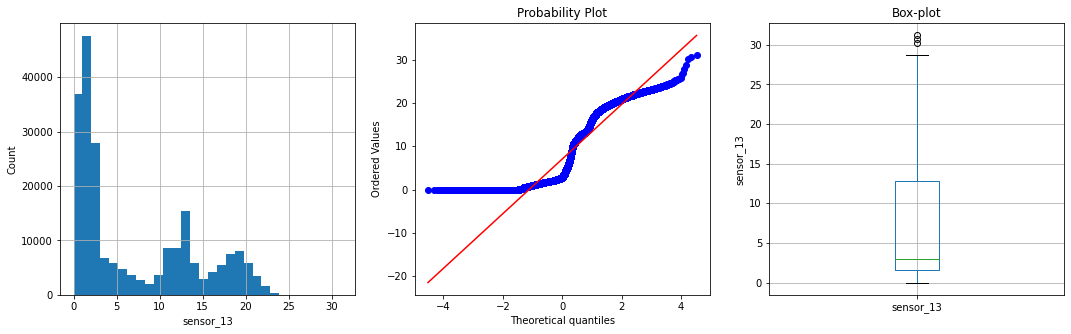 Probability Plot
Box-plot
40000
30000
20000
10000
0
Count
0 5 10 15 20 25 30
sensor_13
30
20
10
0
−10
−20
Ordered Values
−4 −2 0 2 4
Theoretical quantiles
30
25
20
15
10
5
0
sensor_13
sensor_13